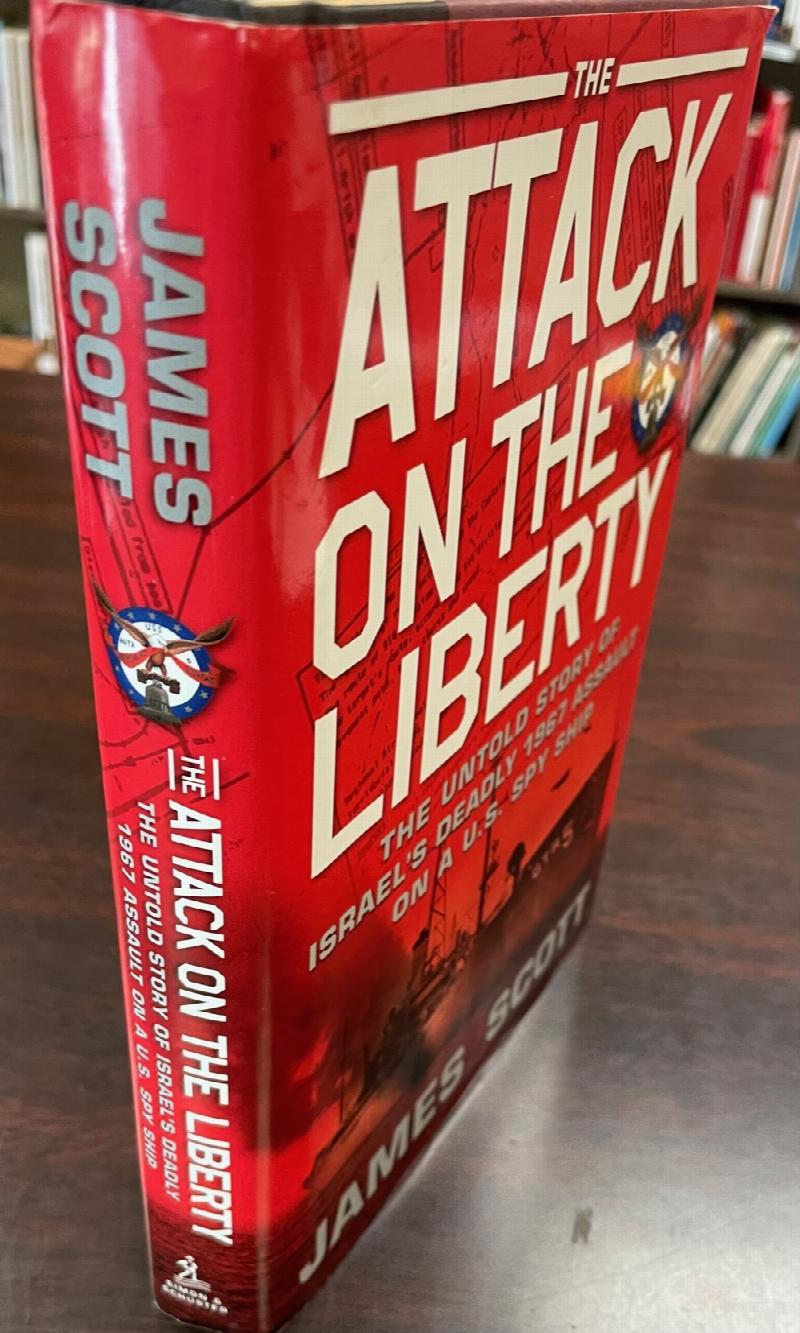 THE
ATTACK
ON THE
LIBERTY
THE UNTOLD STORY OF
ISRAEL'S DEADLY 1967 ASSAULT
ON A U.S. SPY SHIP
JAMES SCOTT
JAMES
SCOTT
USS
LIBERTY
THE ATTACK ON THE LIBERTY
THE UNTOLD STORY OF ISRAEL'S DEADLY
1967 ASSAULT ON A U.S. SPY SHIP
SIMON &
SCHUSTER